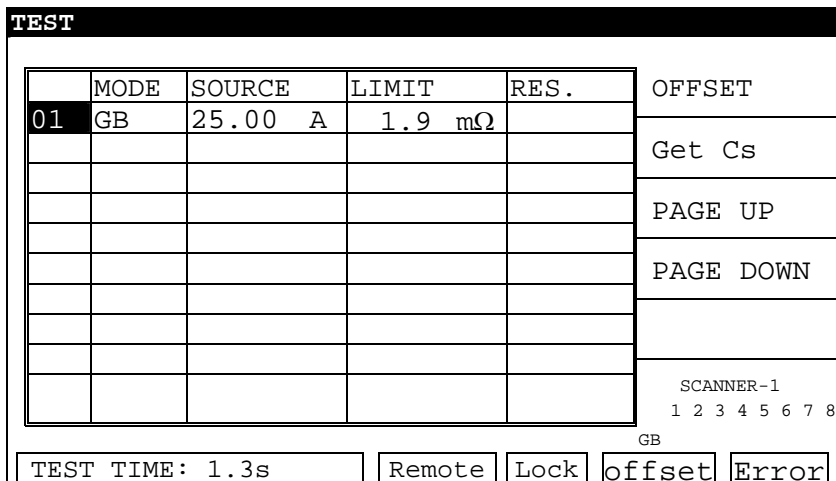 TEST
MODE SOURCE LIMIT RES.
01 GB 25.00 A 1.9 mΩ
OFFSET
Get Cs
PAGE UP
PAGE DOWN
SCANNER-1
1 2 3 4 5 6 7 8
GB
TEST TIME: 1.3s Remote Lock offset Error